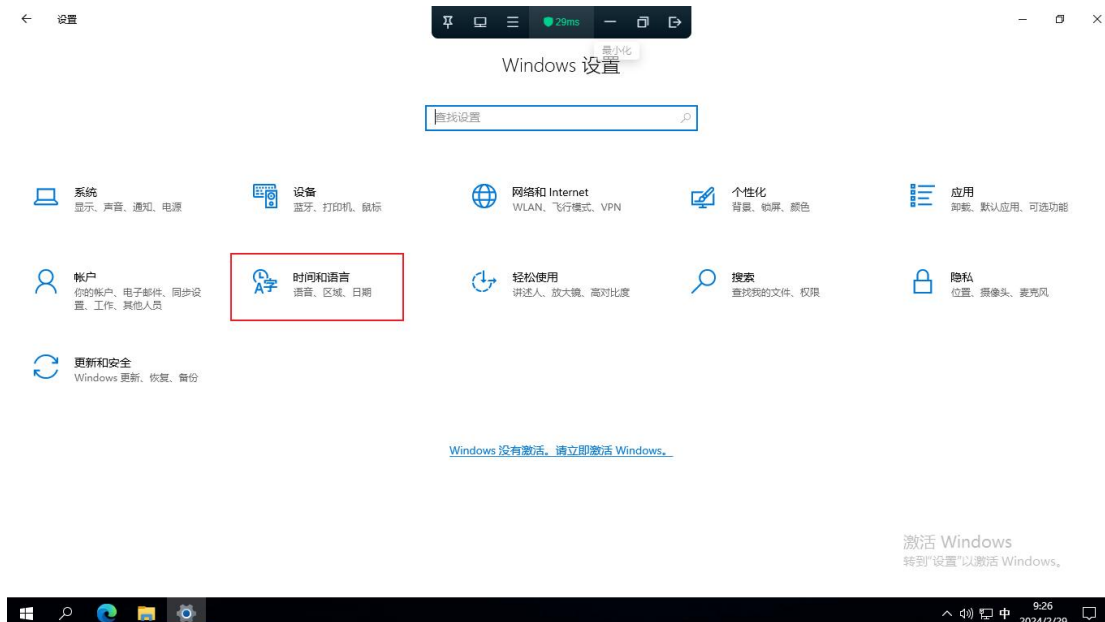 设置
29ms
最小化
Windows 设置
查找设置
系统
显示、声音、通知、电源
设备
蓝牙、打印机、鼠标
网络和 Internet
WLAN、飞行模式、VPN
个性化
背景、锁屏、颜色
应用
卸载、默认应用、可选功能
帐户
你的帐户、电子邮件、同步设
置、工作、其他人员
时间和语言
语音、区域、日期
轻松使用
讲述人、放大镜、高对比度
搜索
查找我的文件、权限
隐私
位置、摄像头、麦克风
更新和安全
Windows 更新、恢复、备份
Windows 没有激活。请立即激活 Windows。
激活 Windows
转到"设置"以激活 Windows。
中
9:26
2024/2/29